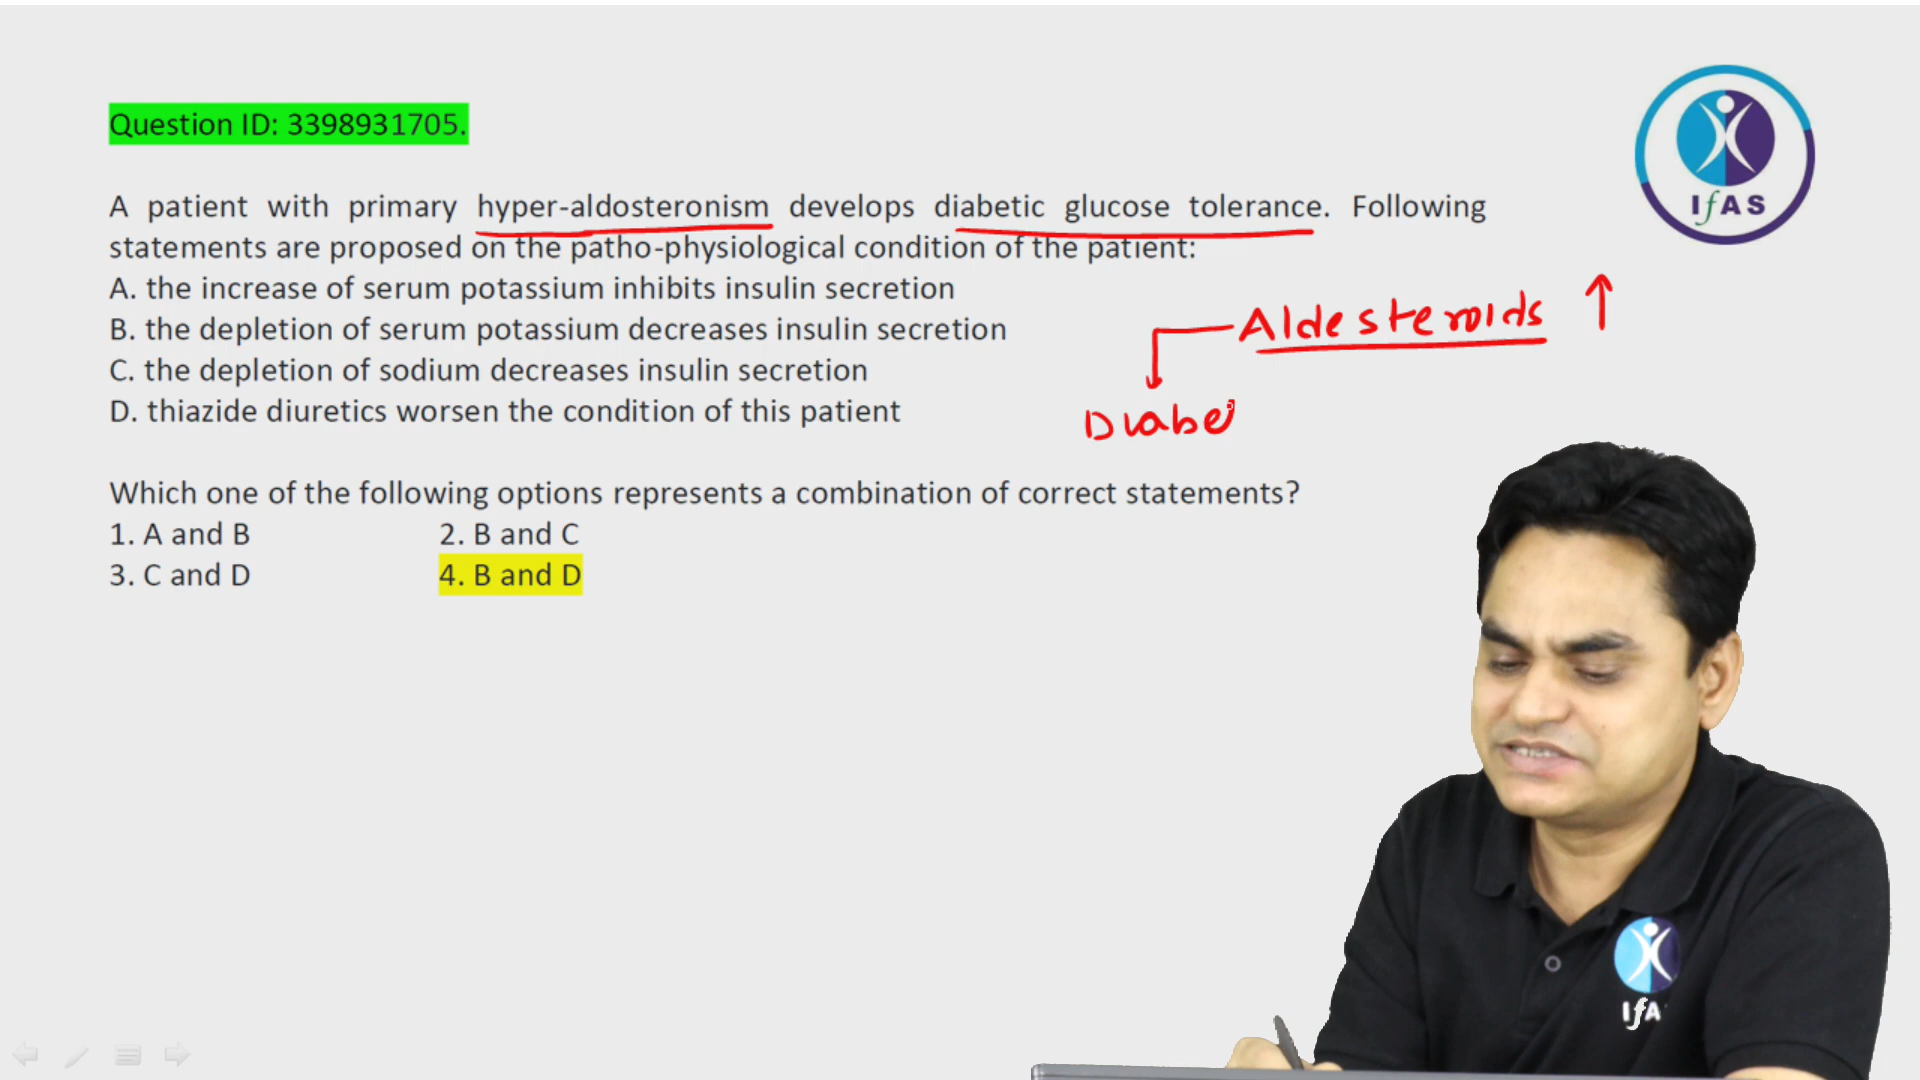 Question ID: 3398931705.
IfAS
A patient with primary hyper-aldosteronism develops diabetic glucose tolerance. Following
statements are proposed on the patho-physiological condition of the patient:
A. the increase of serum potassium inhibits insulin secretion
B. the depletion of serum potassium decreases insulin secretion
C. the depletion of sodium decreases insulin secretion
D. thiazide diuretics worsen the condition of this patient
Aldesteroids ↑
Diabe
Which one of the following options represents a combination of correct statements?
1. A and B 2. B and C
3. C and D 4. B and D
IfA